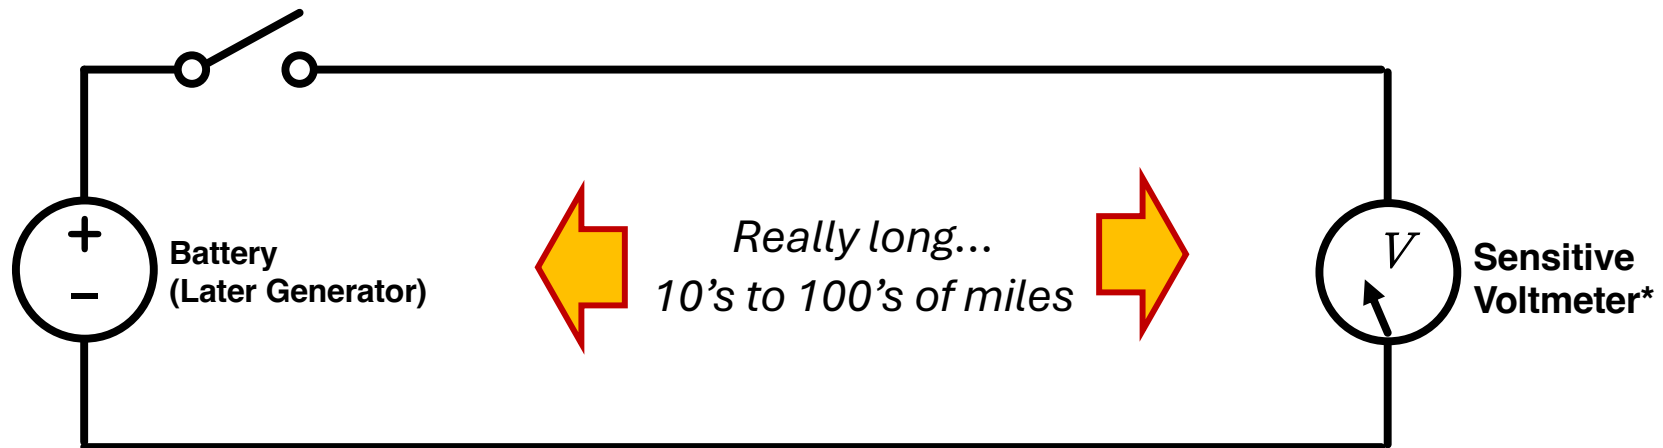 +
−
Battery
(Later Generator)
Really long...
10’s to 100’s of miles
V
Sensitive
Voltmeter*